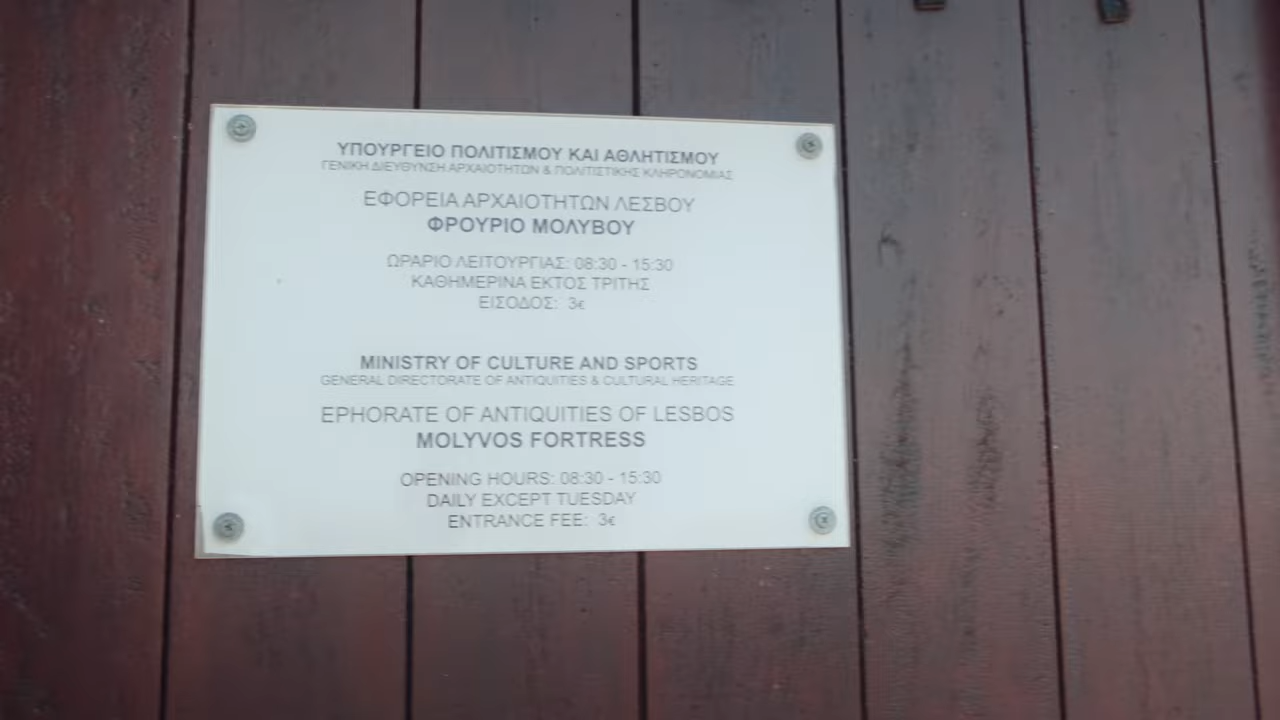 ΥΠΟΥΡΓΕΙΟ ΠΟΛΙΤΙΣΜΟΥ ΚΑΙ ΑΘΛΗΤΙΣΜΟΥ
ΓΕΝΙΚΗ ΔΙΕΥΘΥΝΣΗ ΑΡΧΑΙΟΤΗΤΩΝ & ΠΟΛΙΤΙΣΤΙΚΗΣ ΚΛΗΡΟΝΟΜΙΑΣ
ΕΦΟΡΕΙΑ ΑΡΧΑΙΟΤΗΤΩΝ ΛΕΣΒΟΥ
ΦΡΟΥΡΙΟ ΜΟΛΥΒΟΥ
ΩΡΑΡΙΟ ΛΕΙΤΟΥΡΓΙΑΣ: 08:30 - 15:30
ΚΑΘΗΜΕΡΙΝΑ ΕΚΤΟΣ ΤΡΙΤΗΣ
ΕΙΣΟΔΟΣ: 3€
MINISTRY OF CULTURE AND SPORTS
GENERAL DIRECTORATE OF ANTIQUITIES & CULTURAL HERITAGE
EPHORATE OF ANTIQUITIES OF LESBOS
MOLYVOS FORTRESS
OPENING HOURS: 08:30 - 15:30
DAILY EXCEPT TUESDAY
ENTRANCE FEE: 3€